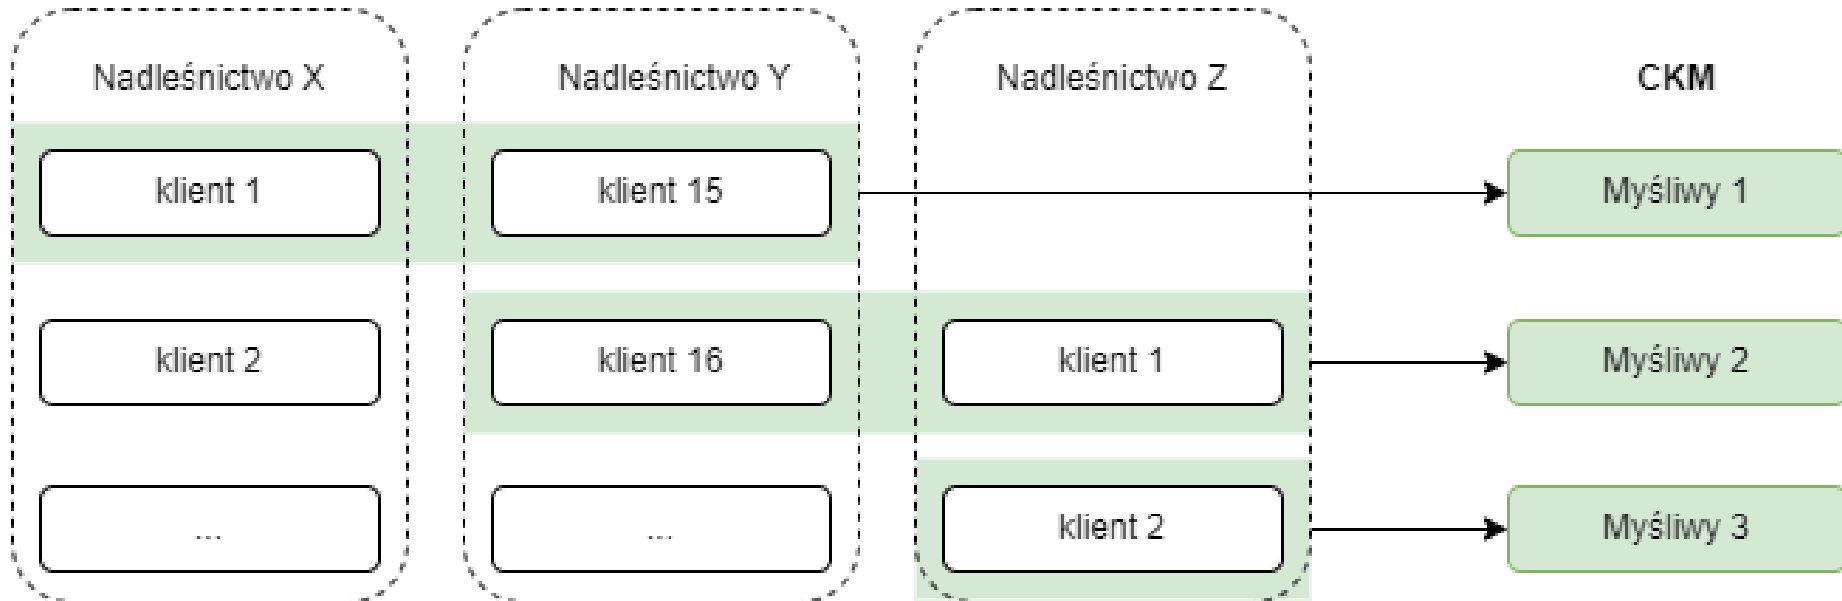 Nadleśnictwo X
Nadleśnictwo Y
Nadleśnictwo Z
CKM
klient 1
klient 15
Myśliwy 1
klient 2
klient 16
klient 1
Myśliwy 2
...
...
klient 2
Myśliwy 3